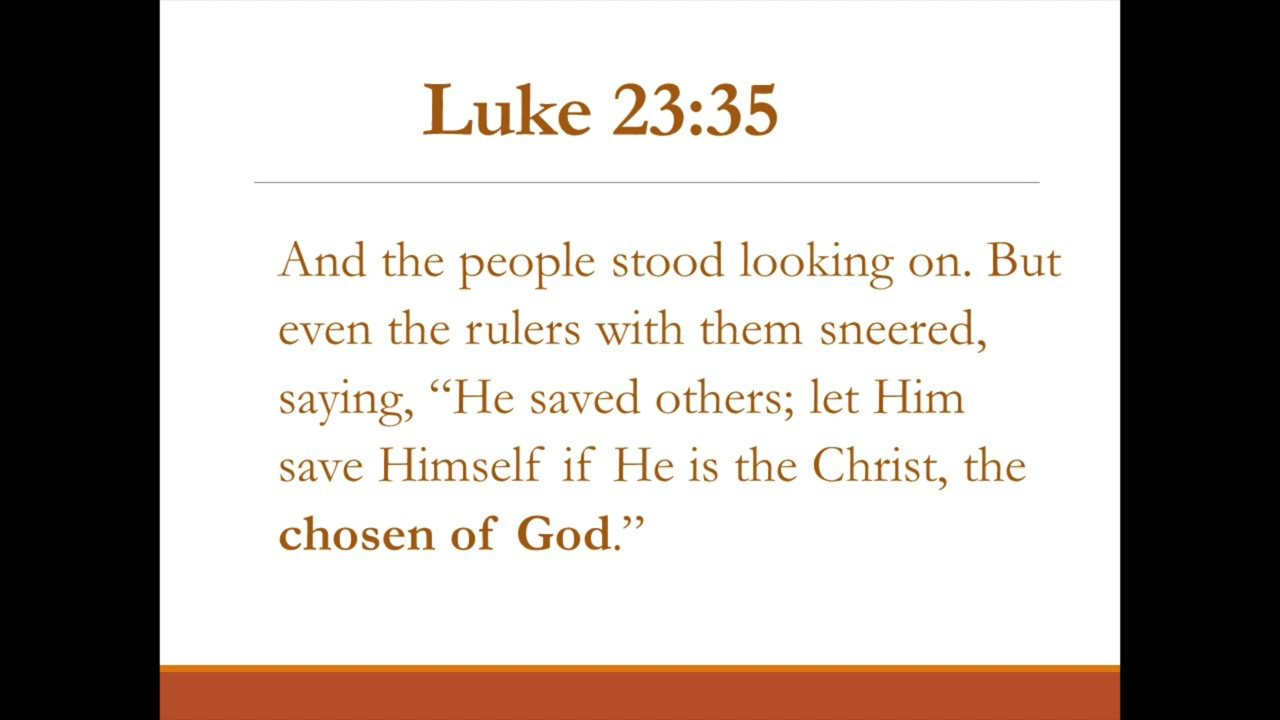 Luke 23:35
And the people stood looking on. But
even the rulers with them sneered,
saying, “He saved others; let Him
save Himself if He is the Christ, the
chosen of God.”